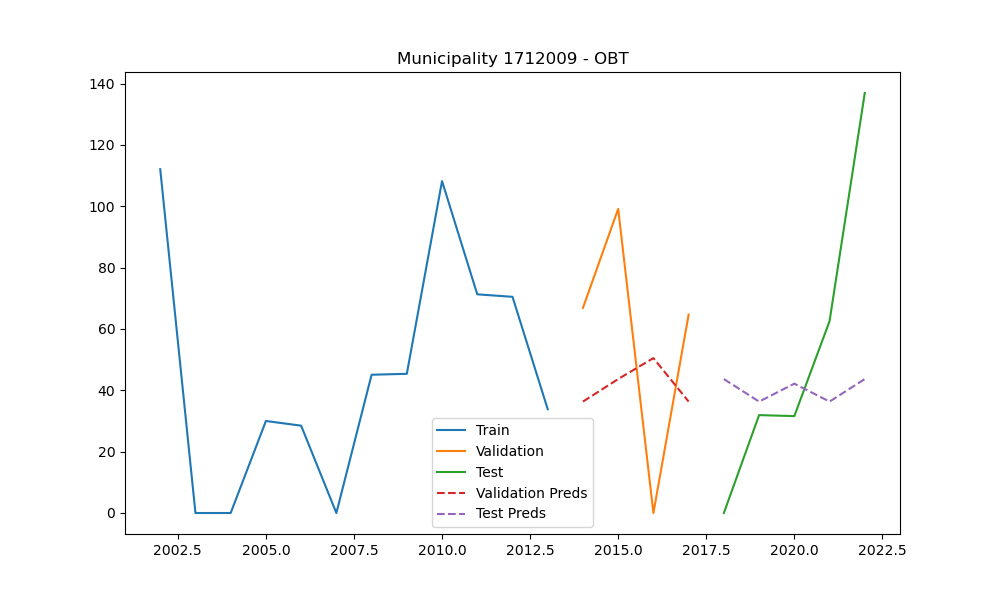 Municipality 1712009 - OBT
140
120
100
80
60
40
20
0
Train
Validation
Test
Validation Preds
Test Preds
2002.5 2005.0 2007.5 2010.0 2012.5 2015.0 2017.5 2020.0 2022.5